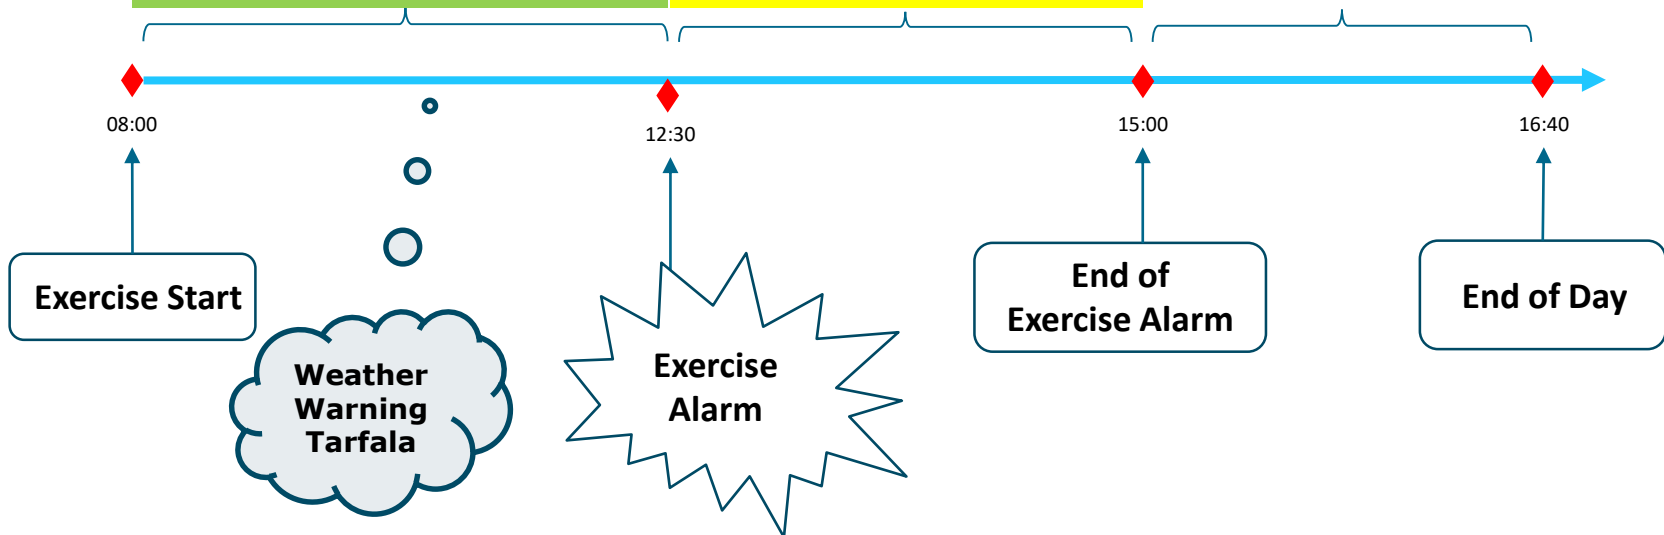 08:00
12:30
15:00
16:40
Exercise Start
Weather
Warning
Tarfala
Exercise
Alarm
End of
Exercise Alarm
End of Day